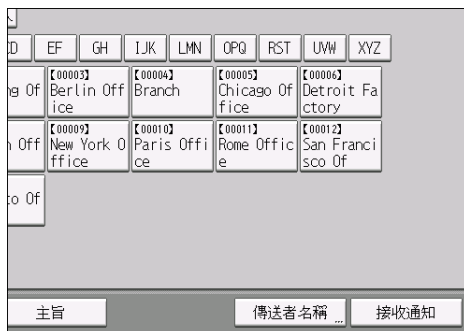 CD EF GH IJK LMN OPQ RST UVW XYZ
【00003】 【00004】 【00005】 【00006】
ng Of Berlin Off Branch Chicago Of Detroit Fa
ice fice ctory
【00009】 【00010】 【00011】 【00012】
n Off New York O Paris Offi Rome Offic San Franci
ffice ce e sco Of
to Of
主旨 傳送者名稱 ... 接收通知